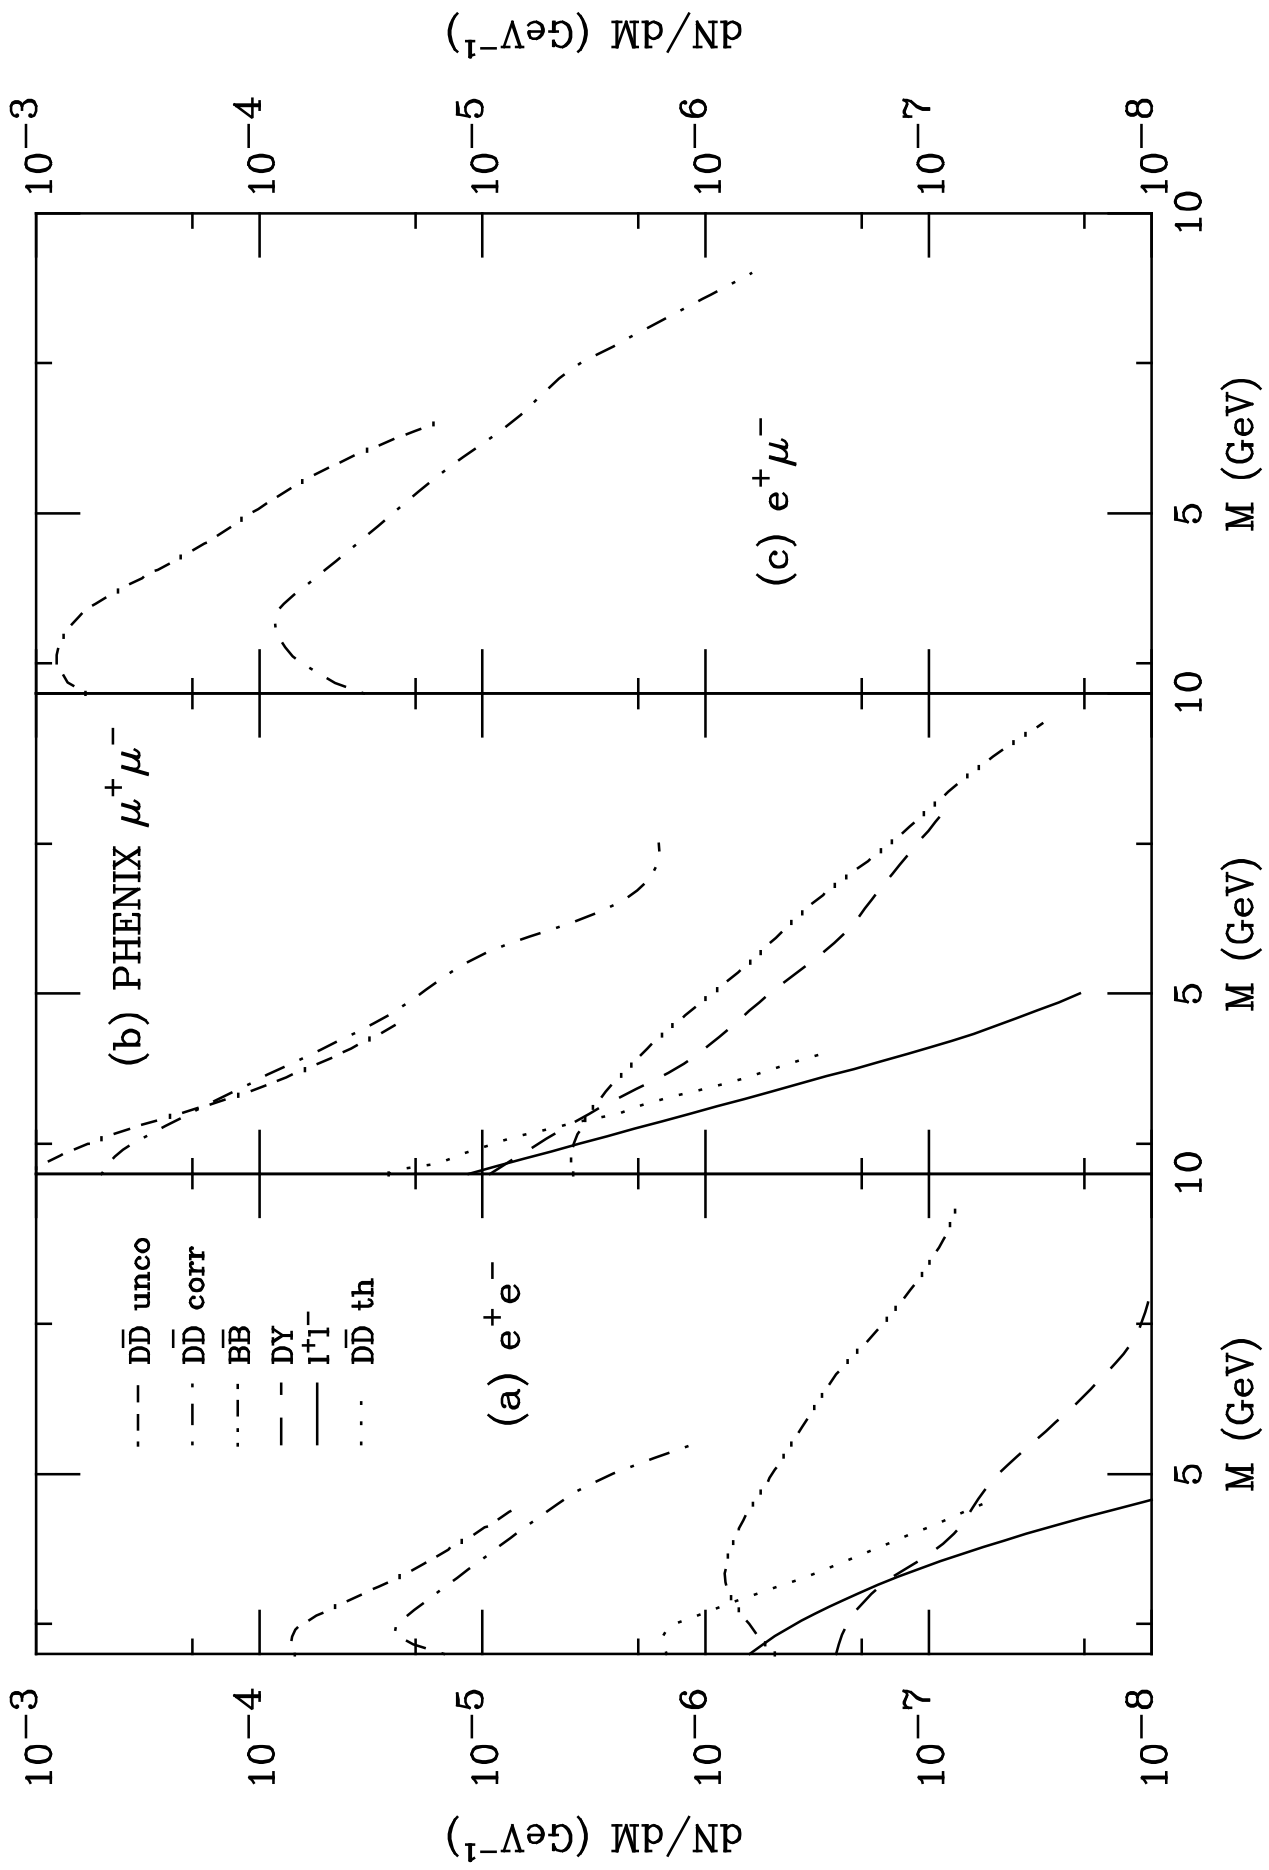 dN/dM (GeV⁻¹)
10⁻³
10⁻⁴
10⁻⁵
10⁻⁶
10⁻⁷
10⁻⁸
DD̄ unco
DD̄ corr
BB̄
DY
l⁺l⁻
DD̄ th
(a) e⁺e⁻
(b) PHENIX μ⁺μ⁻
(c) e⁺μ⁻
5
10
5
10
5
10
M (GeV)
M (GeV)
M (GeV)
10⁻³
10⁻⁴
10⁻⁵
10⁻⁶
10⁻⁷
10⁻⁸
dN/dM (GeV⁻¹)